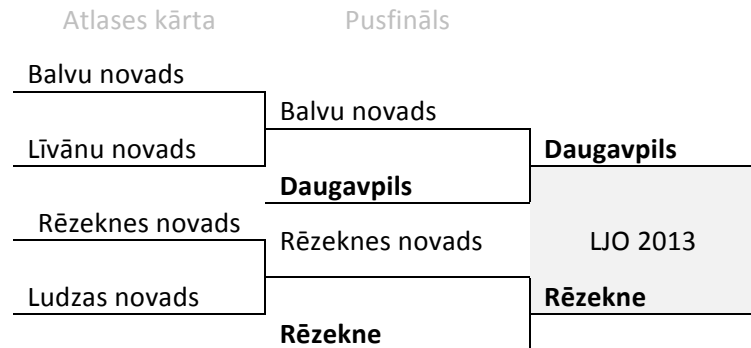 Atlases kārta Pusfināls
Balvu novads
Balvu novads
Līvānu novads Daugavpils
Daugavpils
Rēzeknes novads
Rēzeknes novads LJO 2013
Ludzas novads Rēzekne
Rēzekne